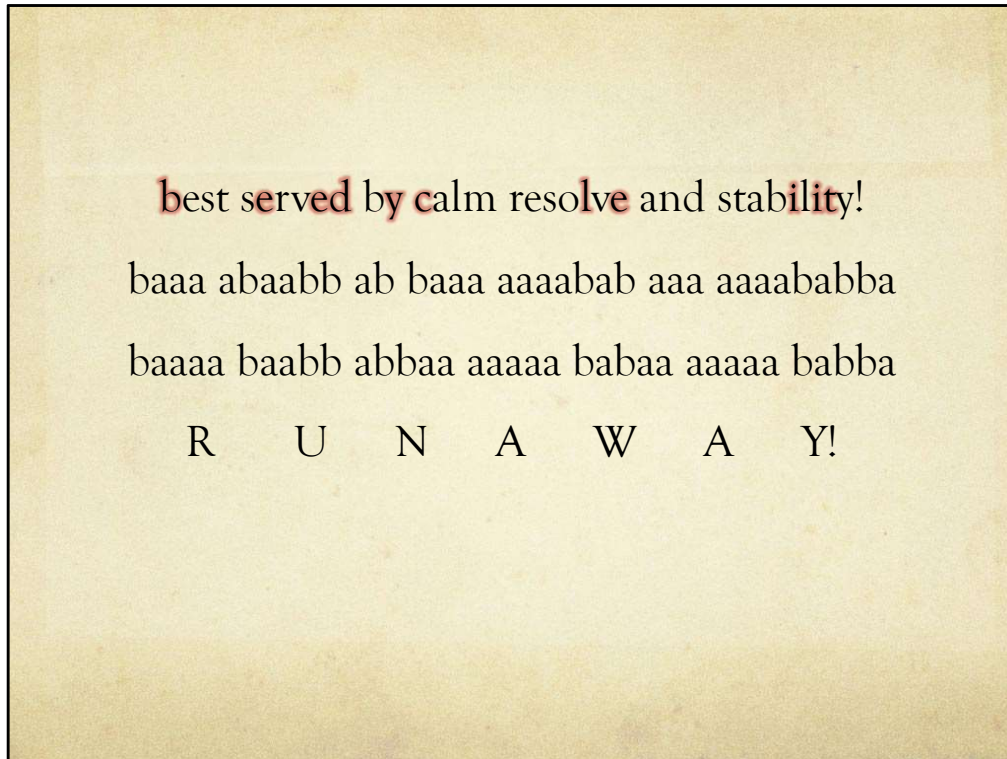 best served by calm resolve and stability!
baaa abaabb ab baaa aaaabab aaa aaaababba
baaaa baabb abbaa aaaaa babaa aaaaa babba
R U N A W A Y!